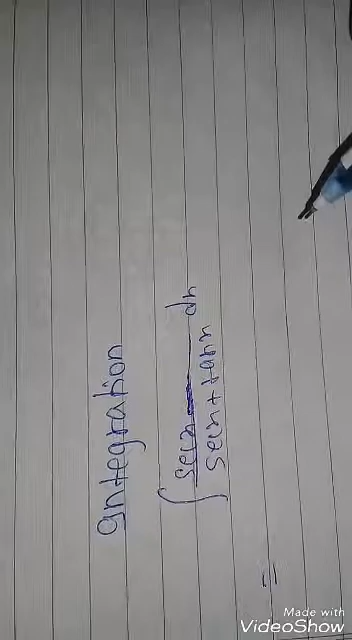 Integration
∫ secx / secx + tanx dx
=
Made with
VideoShow